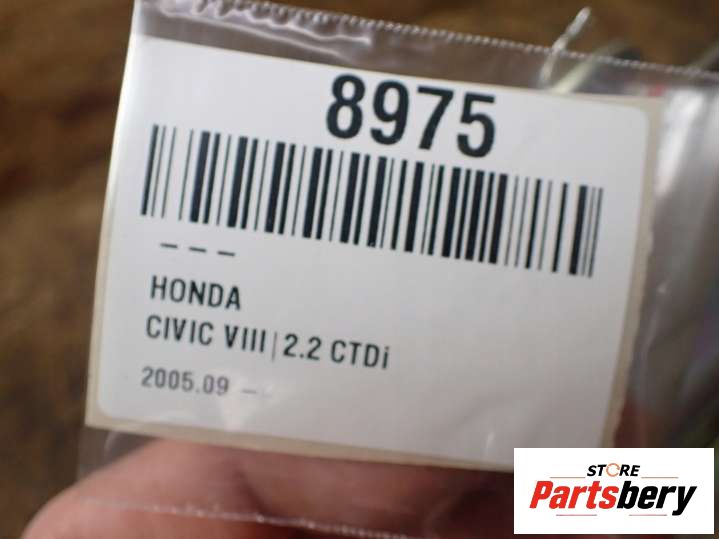 8975
– – –
HONDA
CIVIC VIII | 2.2 CTDi
2005.09 –
STORE
Partsbery